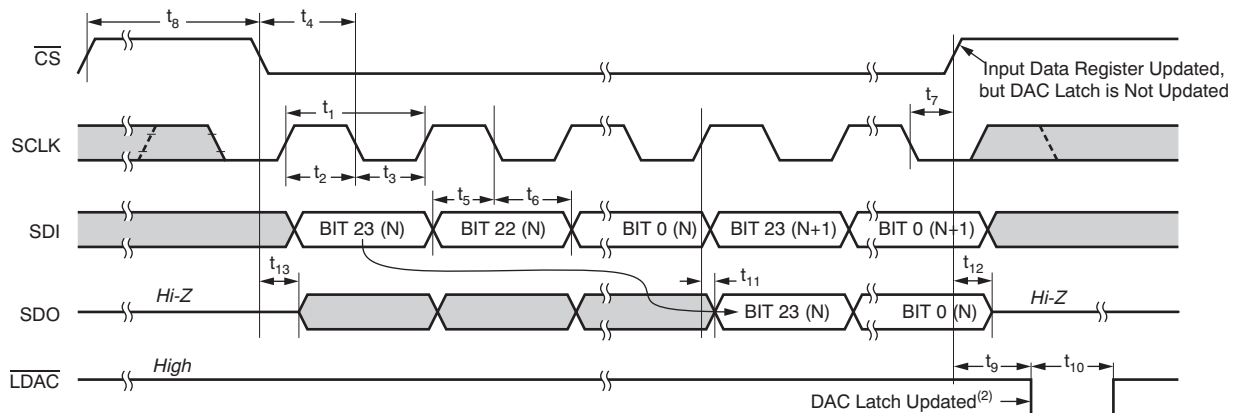 t8
t4
CS
Input Data Register Updated,
but DAC Latch is Not Updated
t1
t7
SCLK
t2
t3
t5
t6
SDI
BIT 23 (N)
BIT 22 (N)
BIT 0 (N)
BIT 23 (N+1)
BIT 0 (N+1)
t13
t11
t12
Hi-Z
Hi-Z
SDO
BIT 23 (N)
BIT 0 (N)
High
t9
t10
LDAC
DAC Latch Updated(2)